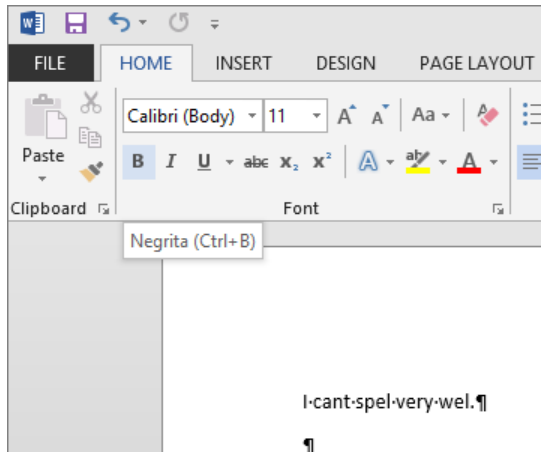 FILE HOME INSERT DESIGN PAGE LAYOUT
Calibri (Body) 11 A A Aa
Paste B I U abc X₂ X² A aby A
Clipboard Font
Negrita (Ctrl+B)
I·cant·spel·very·wel.¶
¶